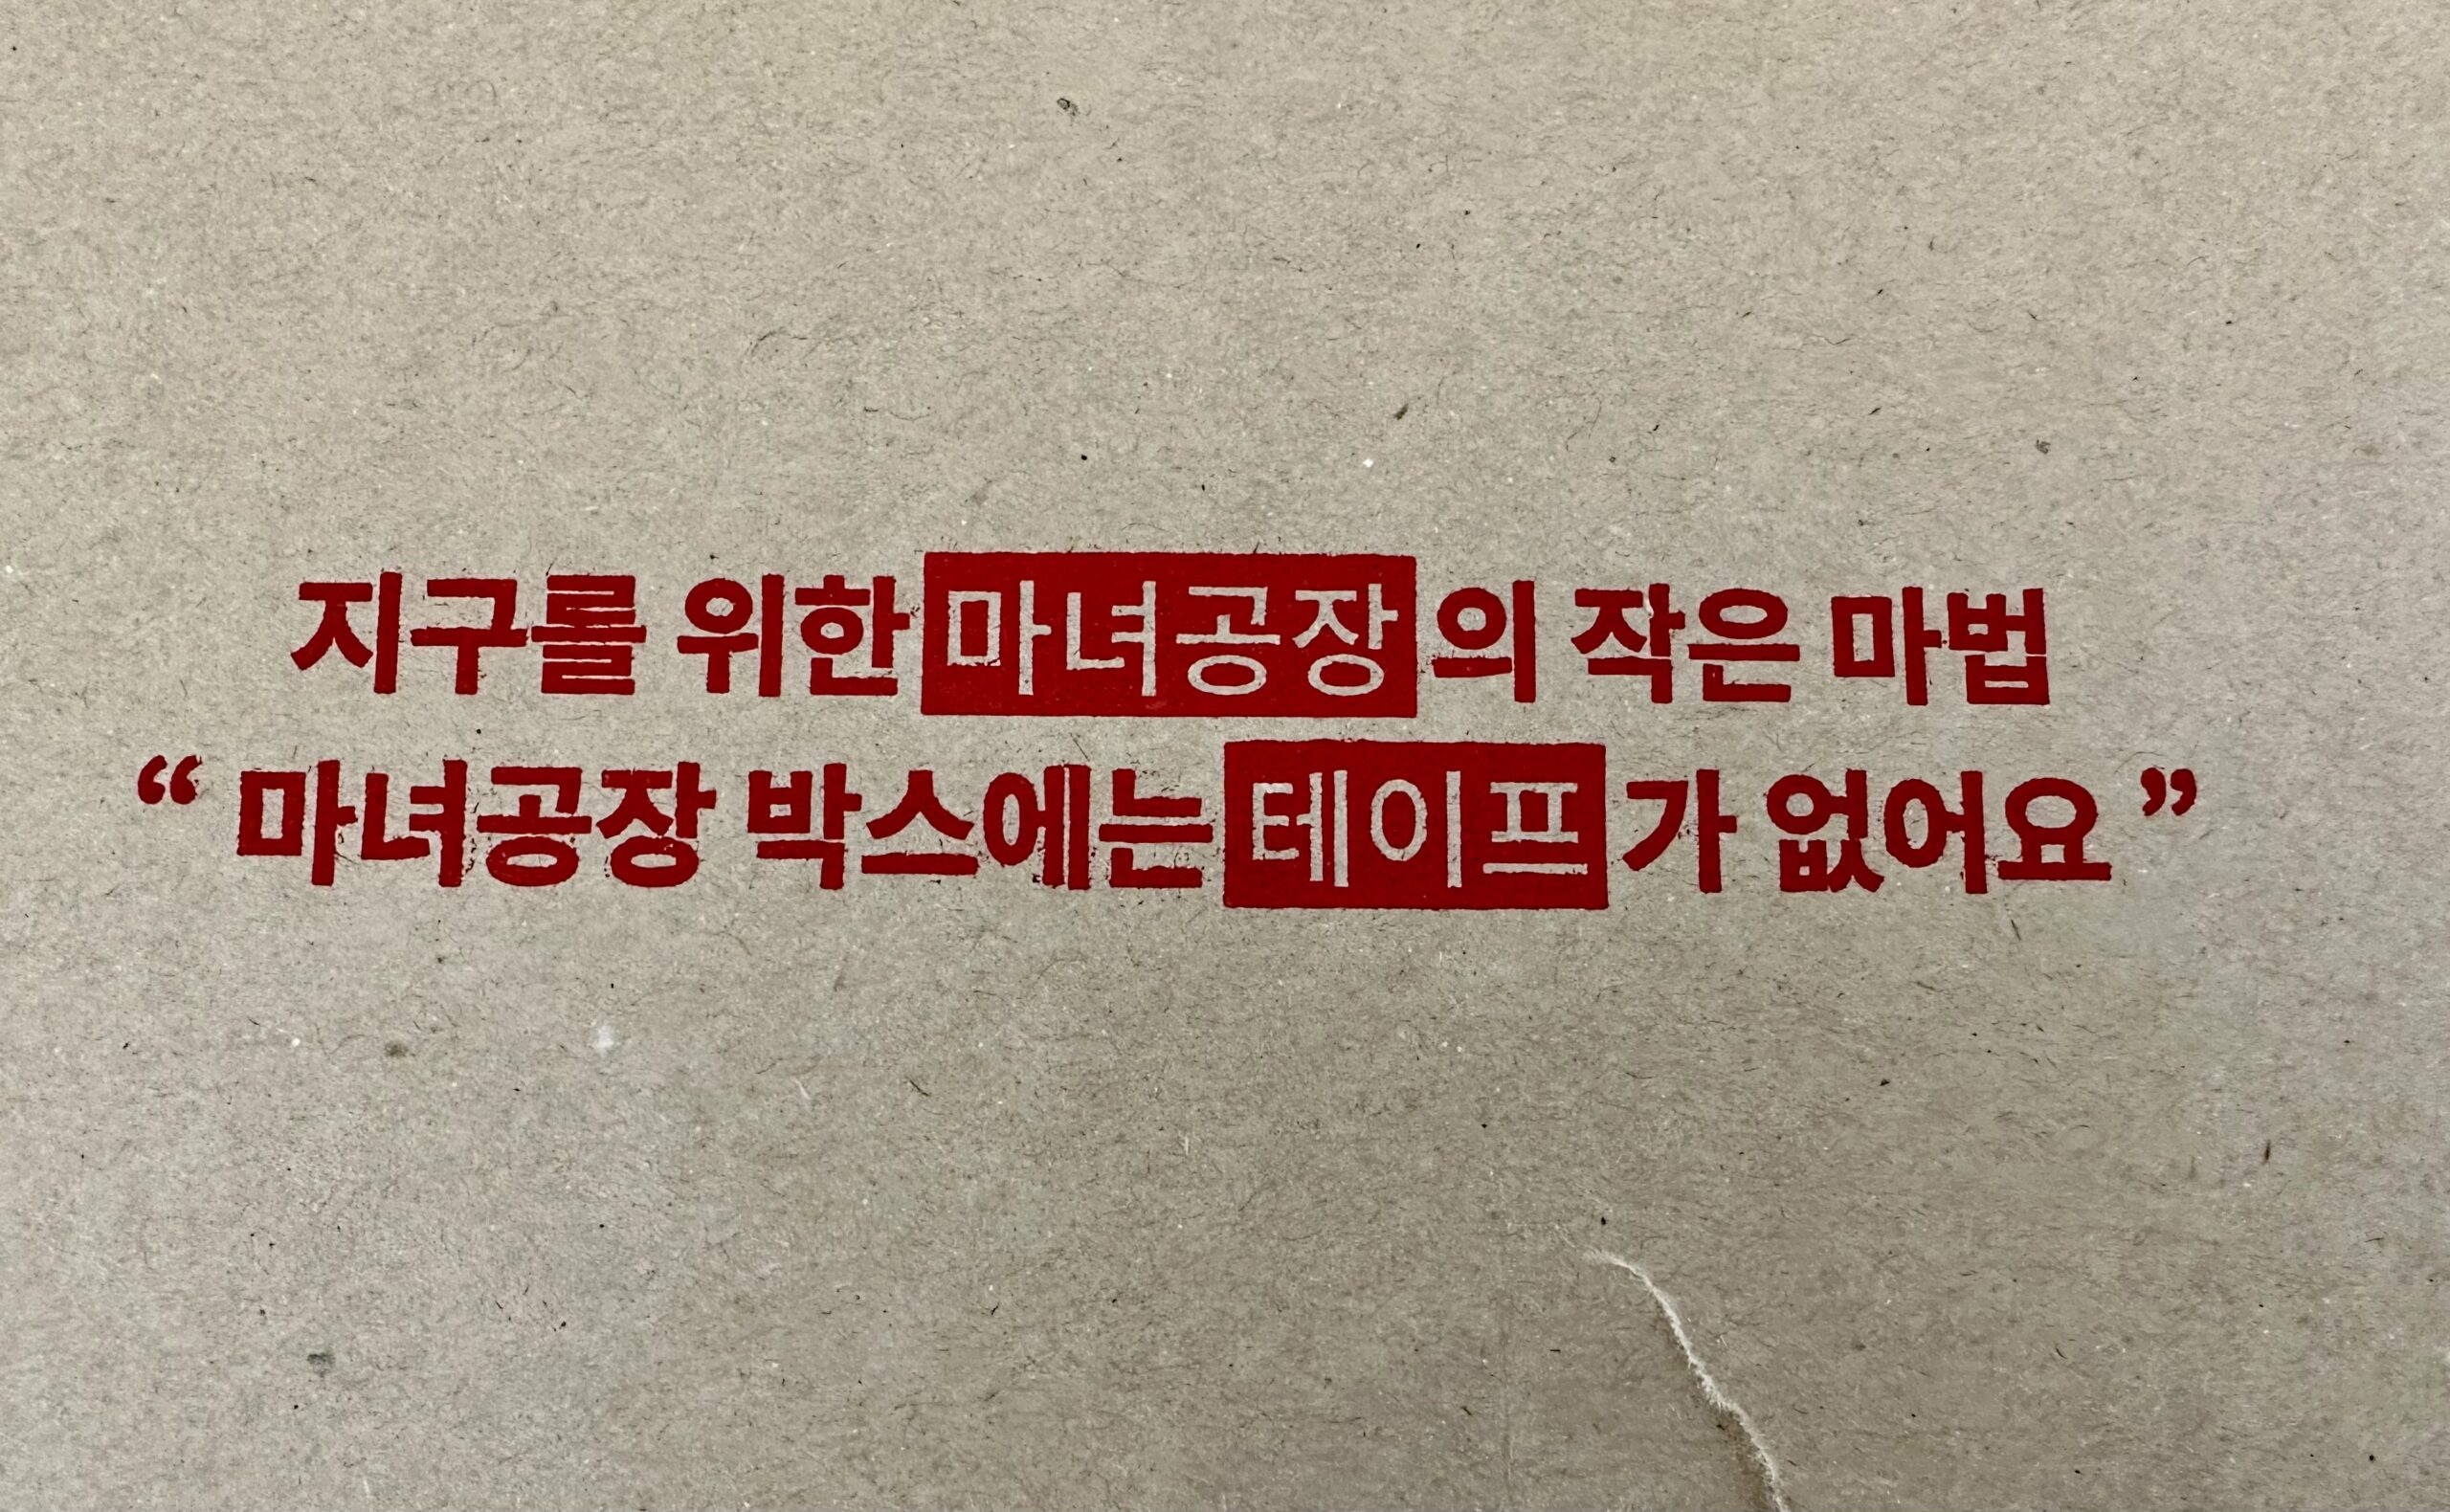 지구를 위한 마녀공장의 작은 마법
“ 마녀공장 박스에는 테이프가 없어요 ”